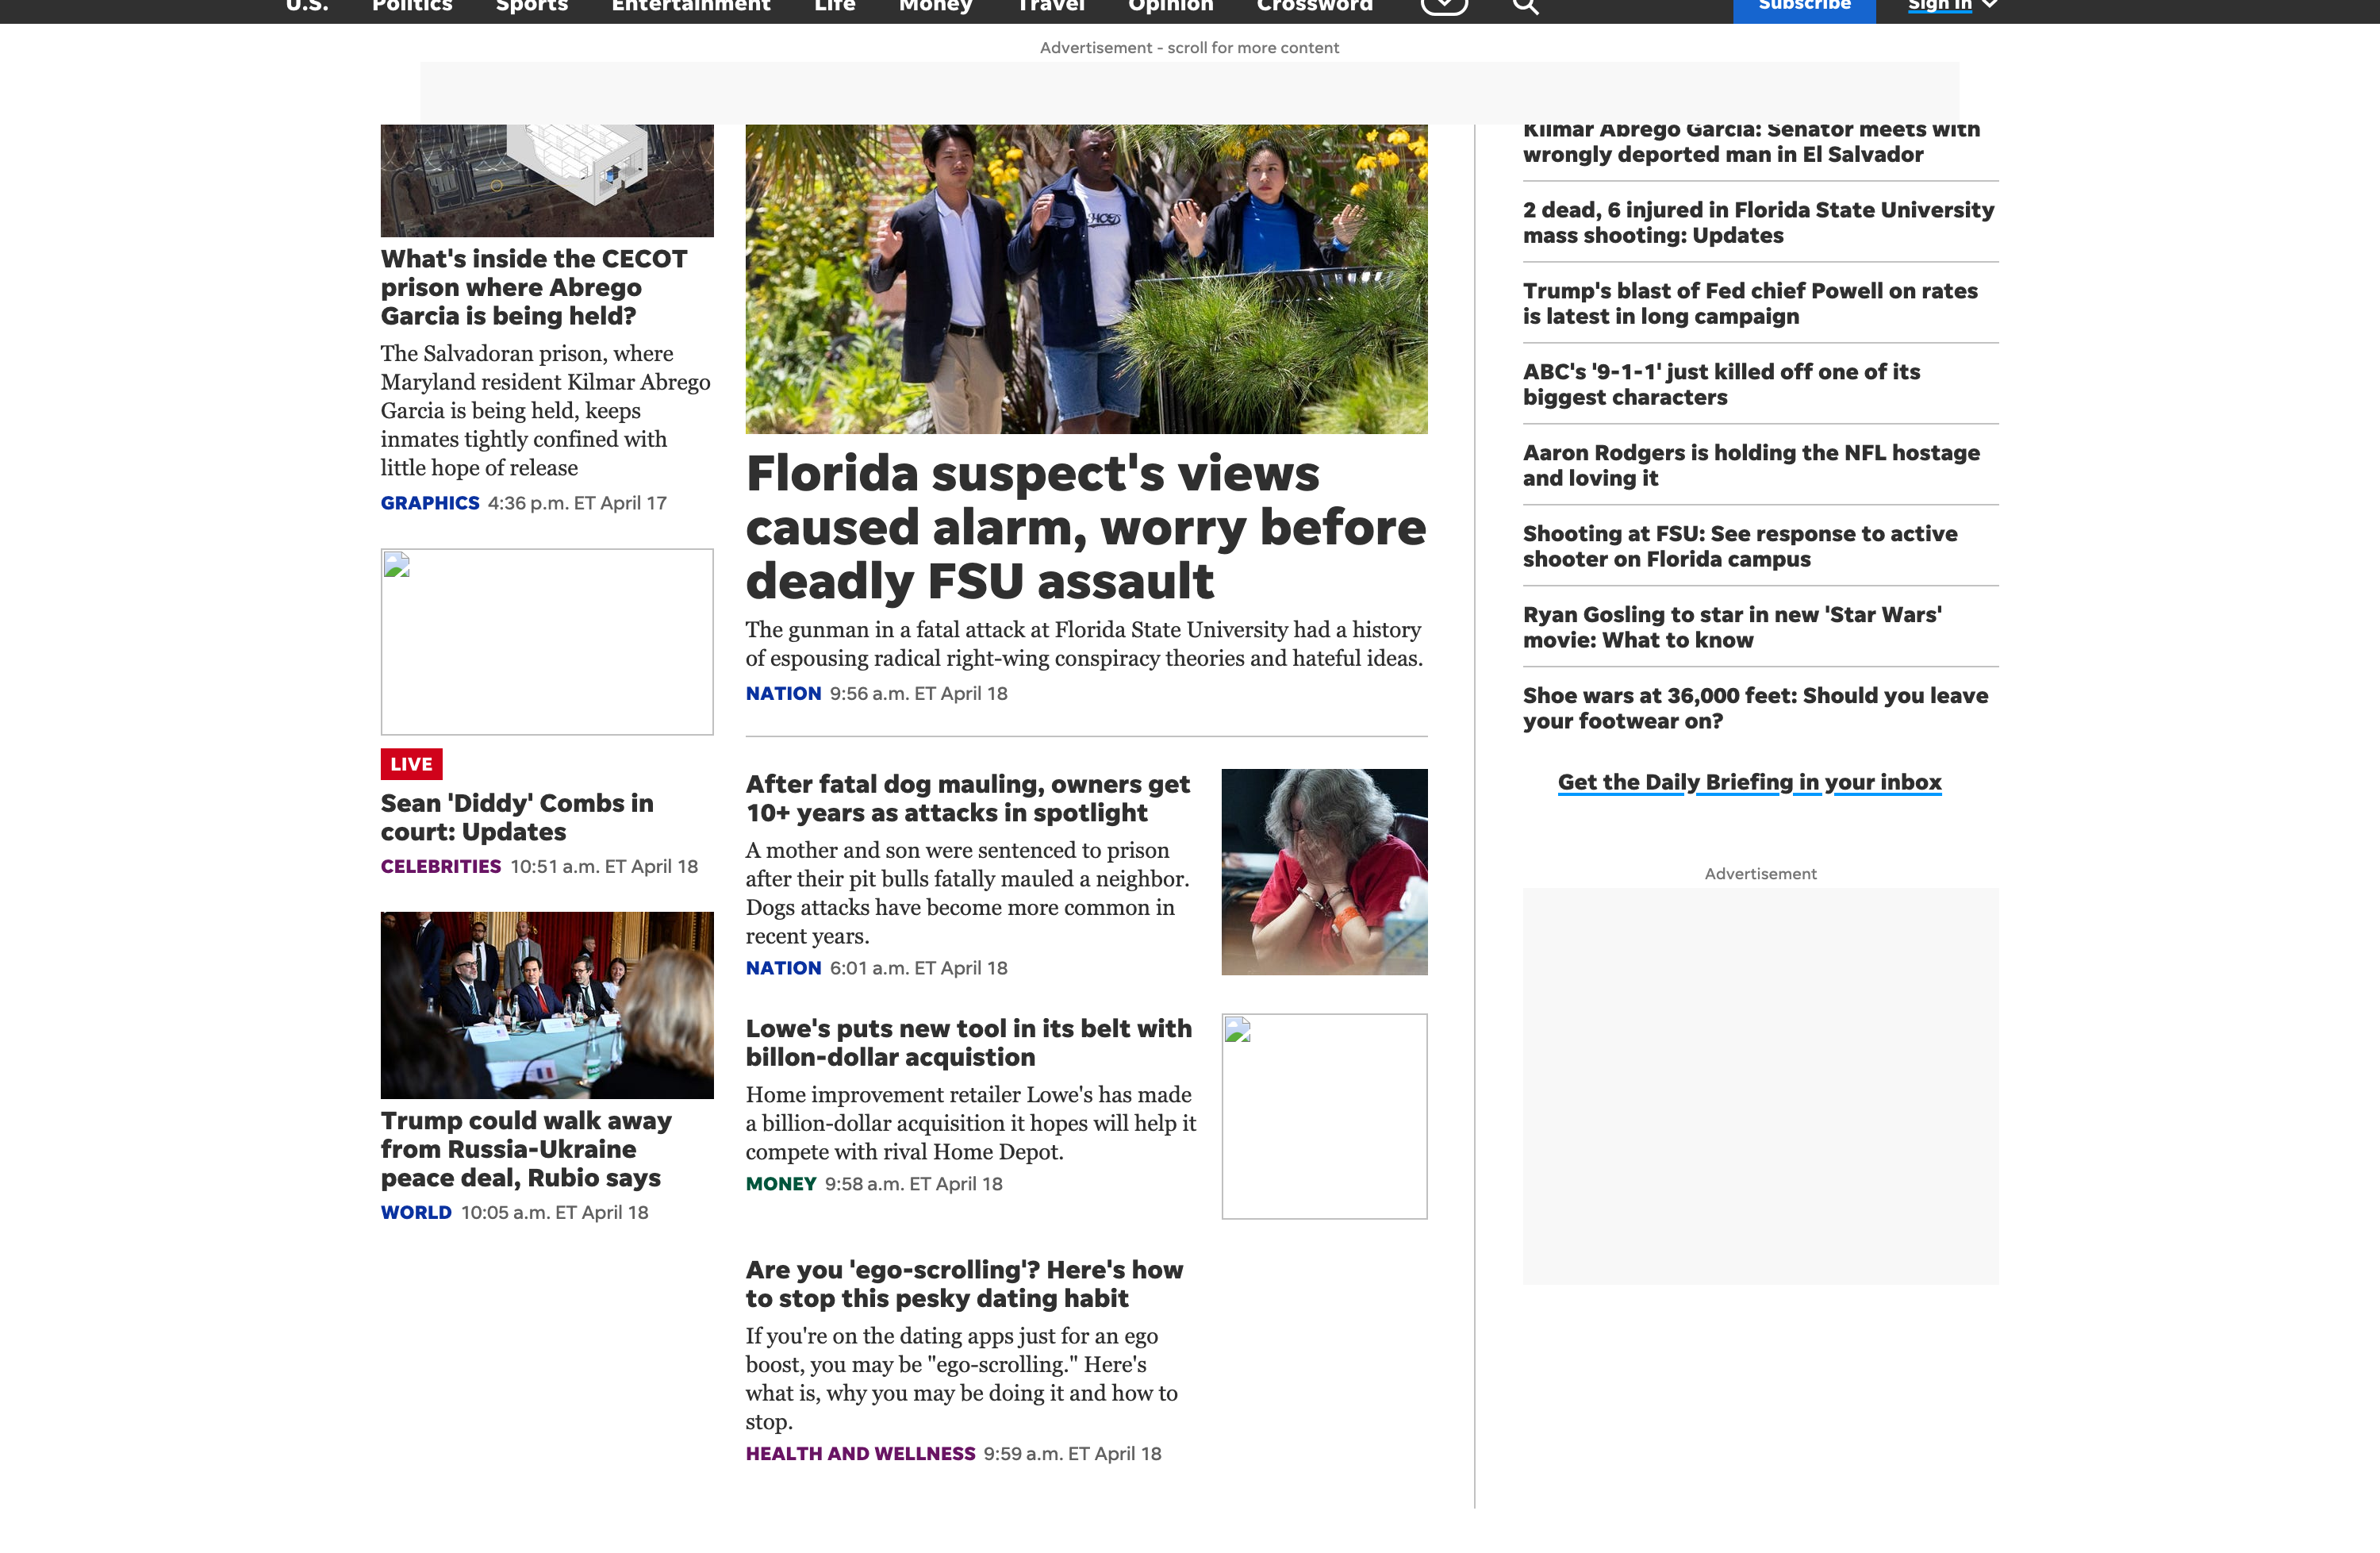 U.S. Politics Sports Entertainment Life Money Travel Opinion Crossword Subscribe Sign In
Advertisement - scroll for more content
What's inside the CECOT
prison where Abrego
Garcia is being held?
The Salvadoran prison, where
Maryland resident Kilmar Abrego
Garcia is being held, keeps
inmates tightly confined with
little hope of release
GRAPHICS 4:36 p.m. ET April 17
LIVE
Sean 'Diddy' Combs in
court: Updates
CELEBRITIES 10:51 a.m. ET April 18
Trump could walk away
from Russia-Ukraine
peace deal, Rubio says
WORLD 10:05 a.m. ET April 18
Florida suspect's views
caused alarm, worry before
deadly FSU assault
The gunman in a fatal attack at Florida State University had a history
of espousing radical right-wing conspiracy theories and hateful ideas.
NATION 9:56 a.m. ET April 18
After fatal dog mauling, owners get
10+ years as attacks in spotlight
A mother and son were sentenced to prison
after their pit bulls fatally mauled a neighbor.
Dogs attacks have become more common in
recent years.
NATION 6:01 a.m. ET April 18
Lowe's puts new tool in its belt with
billon-dollar acquistion
Home improvement retailer Lowe's has made
a billion-dollar acquisition it hopes will help it
compete with rival Home Depot.
MONEY 9:58 a.m. ET April 18
Are you 'ego-scrolling'? Here's how
to stop this pesky dating habit
If you're on the dating apps just for an ego
boost, you may be "ego-scrolling." Here's
what is, why you may be doing it and how to
stop.
HEALTH AND WELLNESS 9:59 a.m. ET April 18
Kilmar Abrego Garcia: Senator meets with
wrongly deported man in El Salvador
2 dead, 6 injured in Florida State University
mass shooting: Updates
Trump's blast of Fed chief Powell on rates
is latest in long campaign
ABC's '9-1-1' just killed off one of its
biggest characters
Aaron Rodgers is holding the NFL hostage
and loving it
Shooting at FSU: See response to active
shooter on Florida campus
Ryan Gosling to star in new 'Star Wars'
movie: What to know
Shoe wars at 36,000 feet: Should you leave
your footwear on?
Get the Daily Briefing in your inbox
Advertisement